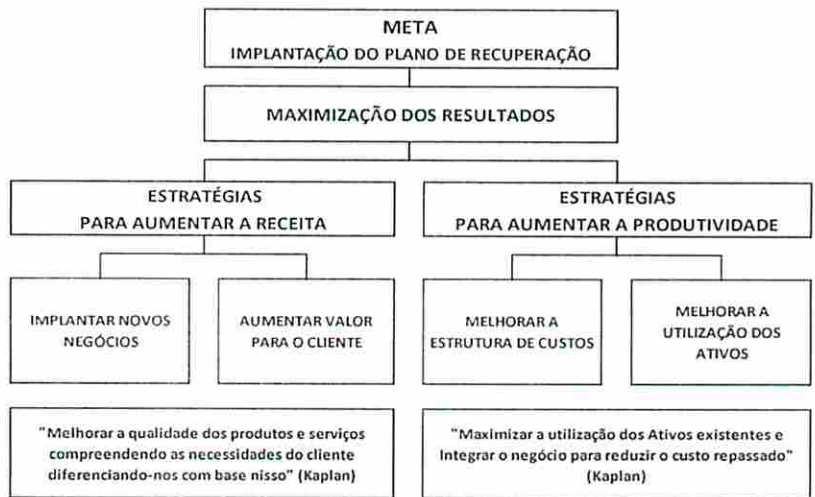 META
IMPLANTAÇÃO DO PLANO DE RECUPERAÇÃO
MAXIMIZAÇÃO DOS RESULTADOS
ESTRATÉGIAS
PARA AUMENTAR A RECEITA
ESTRATÉGIAS
PARA AUMENTAR A PRODUTIVIDADE
IMPLANTAR NOVOS
NEGÓCIOS
AUMENTAR VALOR
PARA O CLIENTE
MELHORAR A
ESTRUTURA DE CUSTOS
MELHORAR A
UTILIZAÇÃO DOS
ATIVOS
"Melhorar a qualidade dos produtos e serviços
compreendendo as necessidades do cliente
diferenciando-nos com base nisso" (Kaplan)
"Maximizar a utilização dos Ativos existentes e
Integrar o negócio para reduzir o custo repassado"
(Kaplan)